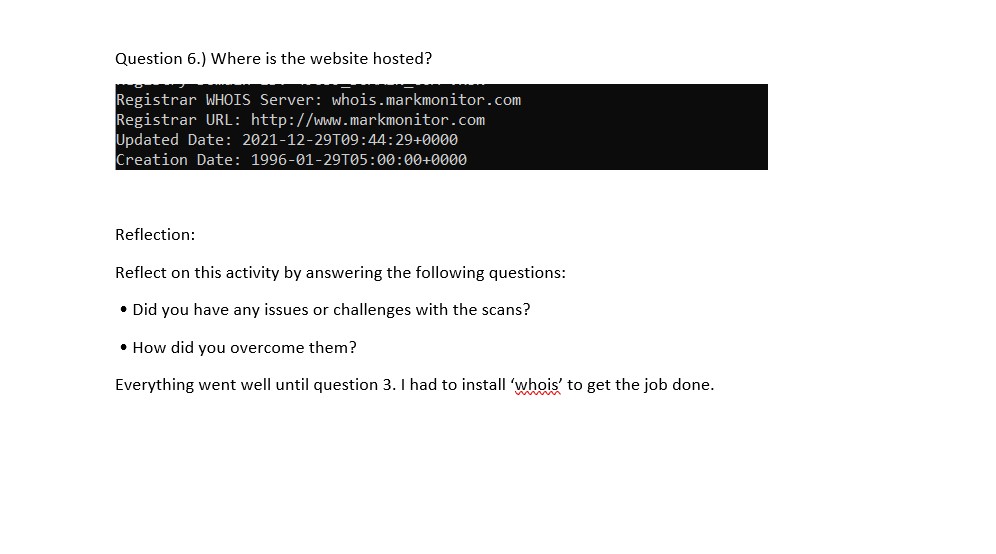 Question 6.) Where is the website hosted?
Registrar WHOIS Server: whois.markmonitor.com
Registrar URL: http://www.markmonitor.com
Updated Date: 2021-12-29T09:44:29+0000
Creation Date: 1996-01-29T05:00:00+0000
Reflection:
Reflect on this activity by answering the following questions:
• Did you have any issues or challenges with the scans?
• How did you overcome them?
Everything went well until question 3. I had to install ‘whois’ to get the job done.